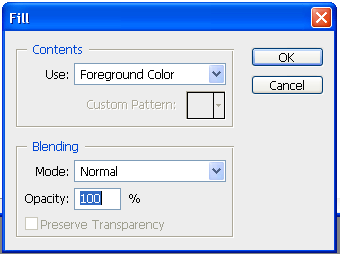 Fill
Contents
Use: Foreground Color
Custom Pattern:
OK
Cancel
Blending
Mode: Normal
Opacity: 100 %
Preserve Transparency